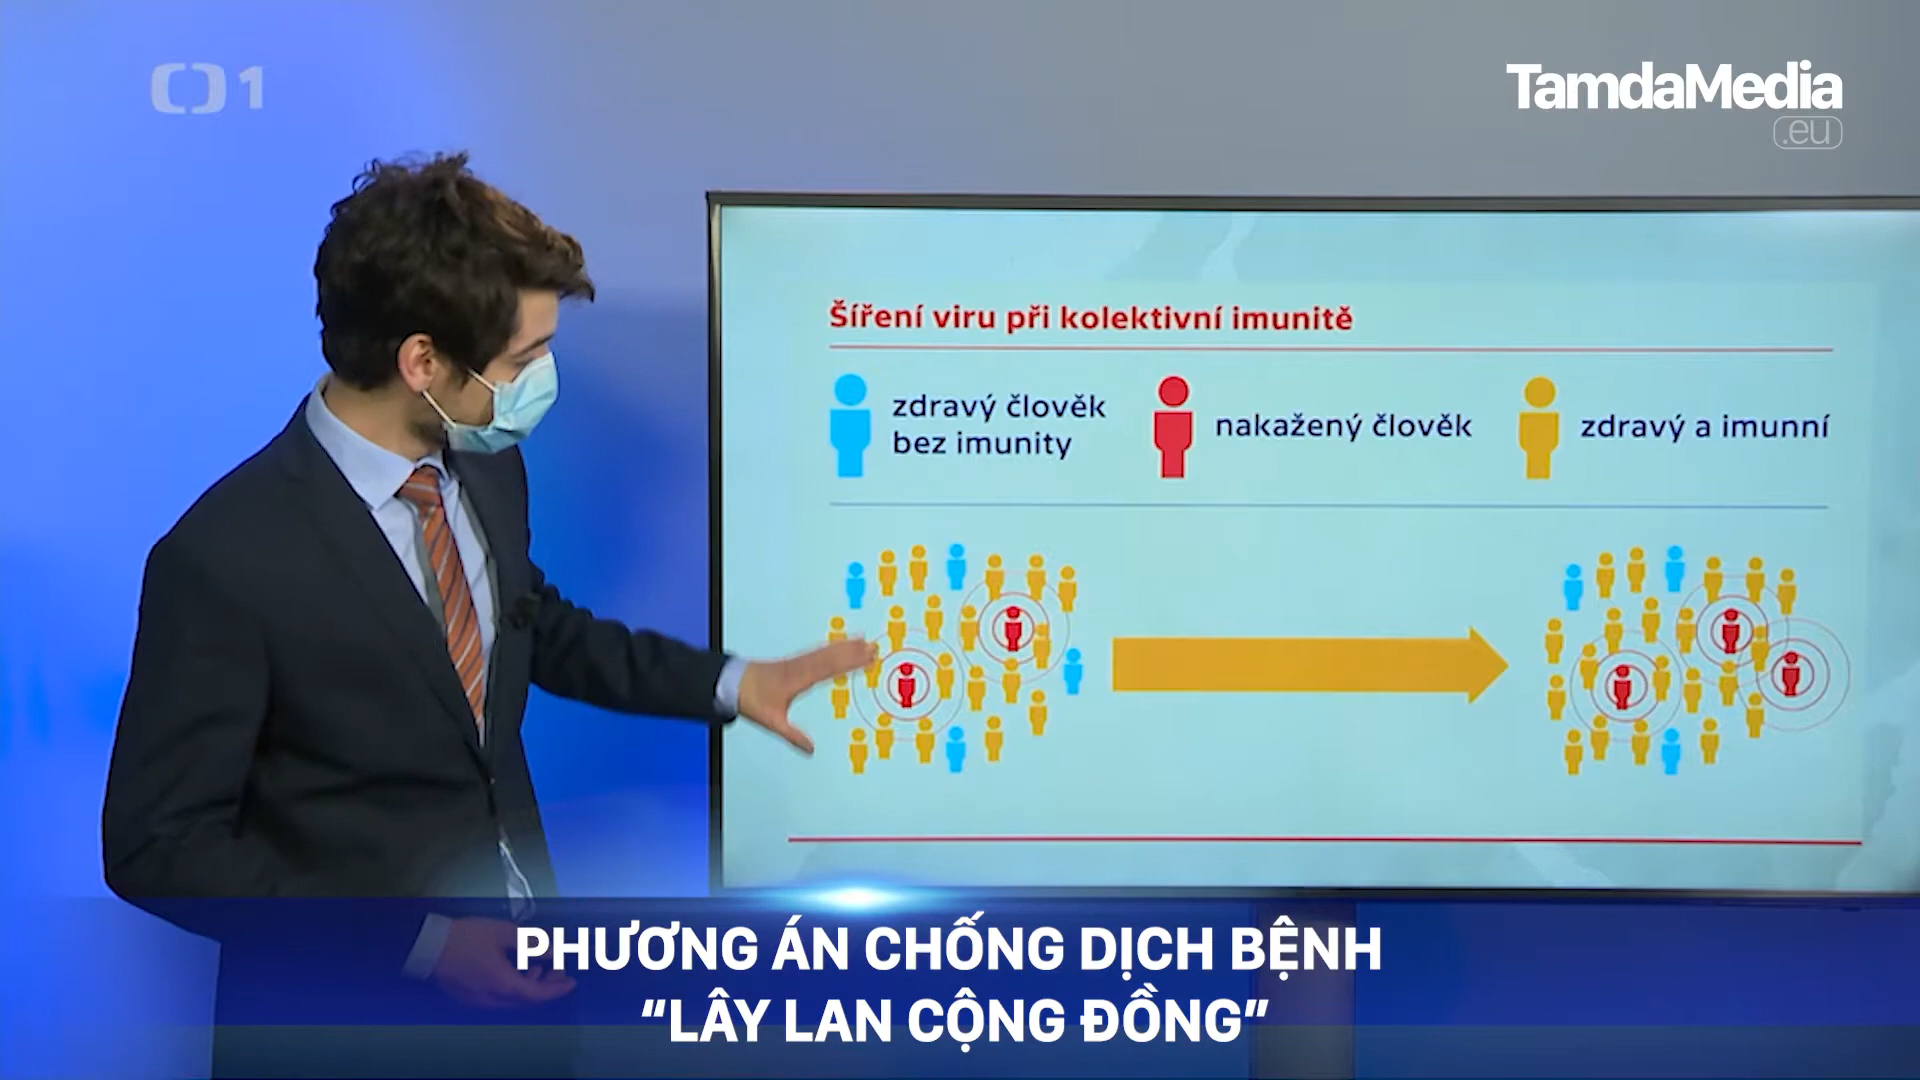 1
TamdaMedia
.eu
Šíření viru při kolektivní imunitě
zdravý člověk
bez imunity
nakažený člověk
zdravý a imunní
PHƯƠNG ÁN CHỐNG DỊCH BỆNH
“LÂY LAN CỘNG ĐỒNG”